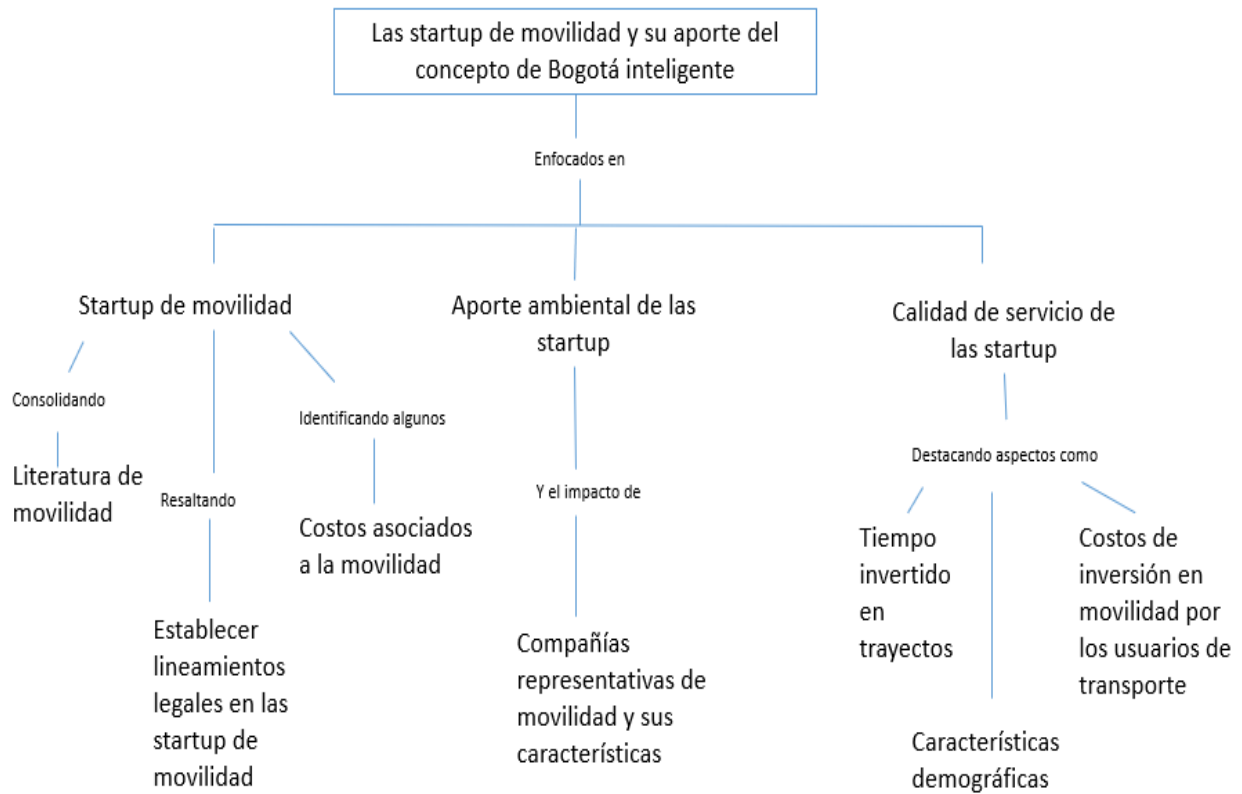 Las startup de movilidad y su aporte del
concepto de Bogotá inteligente
Enfocados en
Startup de movilidad
Consolidando
Literatura de
movilidad
Resaltando
Establecer
lineamientos
legales en las
startup de
movilidad
Identificando algunos
Costos asociados
a la movilidad
Aporte ambiental de las
startup
Y el impacto de
Compañías
representativas de
movilidad y sus
características
Calidad de servicio de
las startup
Destacando aspectos como
Tiempo
invertido
en
trayectos
Características
demográficas
Costos de
inversión en
movilidad por
los usuarios de
transporte